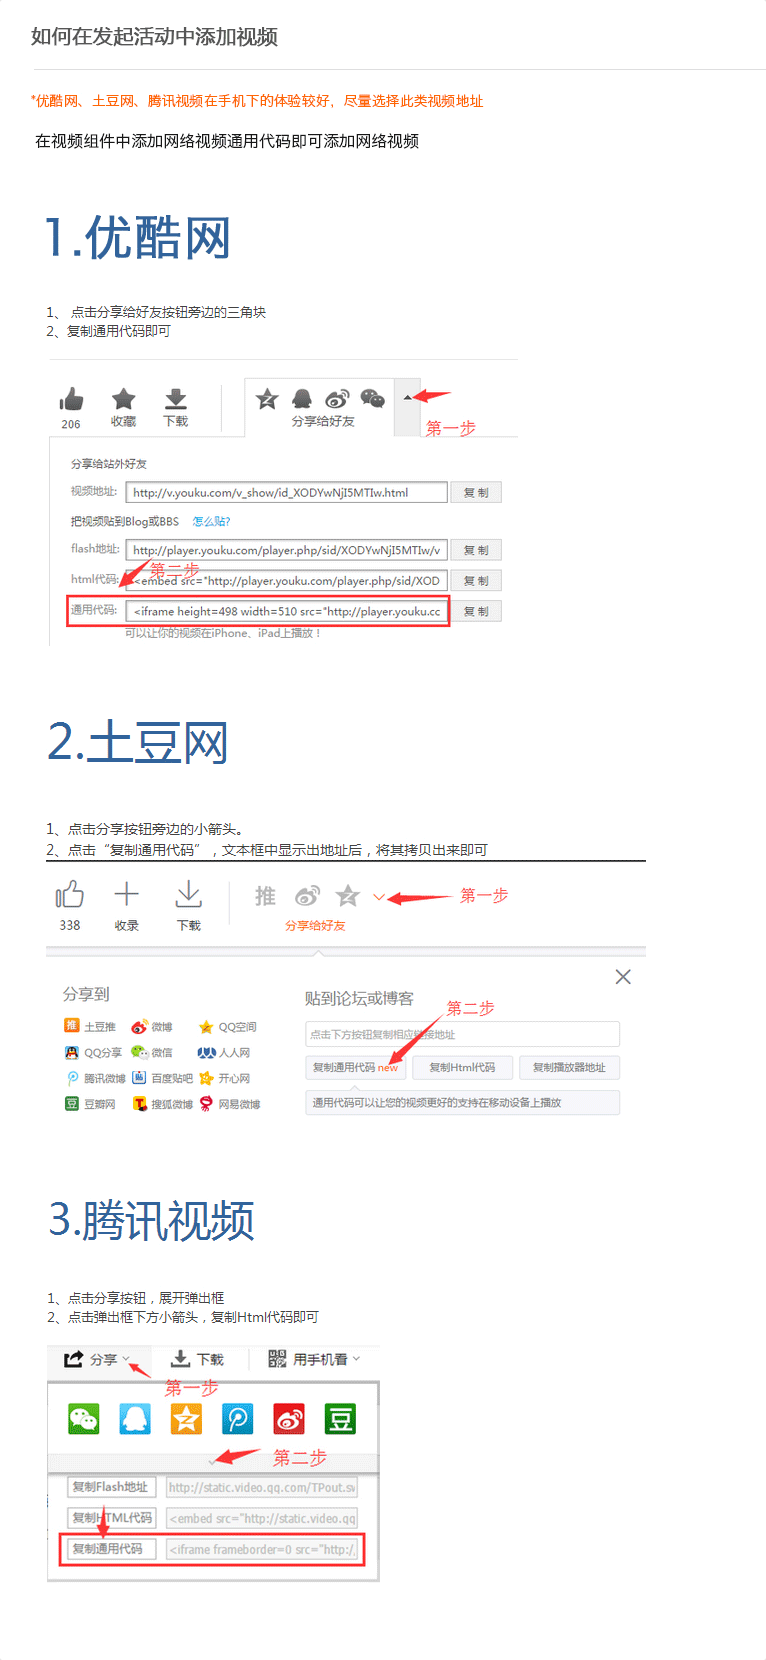 如何在发起活动中添加视频
*优酷网、土豆网、腾讯视频在手机下的体验较好，尽量选择此类视频地址
在视频组件中添加网络视频通用代码即可添加网络视频
1.优酷网
1、 点击分享给好友按钮旁边的三角块
2、复制通用代码即可
206 收藏 下载 分享给好友
第一步
分享给站外好友
视频地址: http://v.youku.com/v_show/id_XODYwNjI5MTIw.html 复 制
把视频贴到Blog或BBS 怎么贴?
flash地址: http://player.youku.com/player.php/sid/XODYwNjI5MTIw/v 复 制
第二步
html代码: <embed src="http://player.youku.com/player.php/sid/XOD 复 制
通用代码: <iframe height=498 width=510 src="http://player.youku.cc 复 制
可以让你的视频在iPhone、iPad上播放！
2.土豆网
1、点击分享按钮旁边的小箭头。
2、点击“复制通用代码”，文本框中显示出地址后，将其拷贝出来即可
推 第一步
338 收录 下载 分享给好友
分享到 贴到论坛或博客
第二步
推 土豆推 微博 QQ空间 点击下方按钮复制相应链接地址
QQ分享 微信 人人网
复制通用代码 new 复制Html代码 复制播放器地址
腾讯微博 百度贴吧 开心网
豆 豆瓣网 搜狐微博 网易微博 通用代码可以让您的视频更好的支持在移动设备上播放
3.腾讯视频
1、点击分享按钮，展开弹出框
2、点击弹出框下方小箭头，复制Html代码即可
分享 下载 用手机看
第一步
豆
第二步
复制Flash地址 http://static.video.qq.com/TPout.sw
复制HTML代码 <embed src="http://static.video.qq
复制通用代码 <iframe frameborder=0 src="http:/